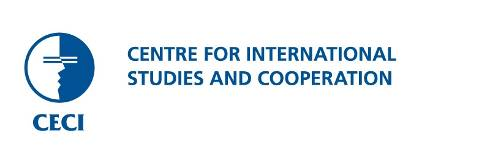 CENTRE FOR INTERNATIONAL
STUDIES AND COOPERATION
CECI